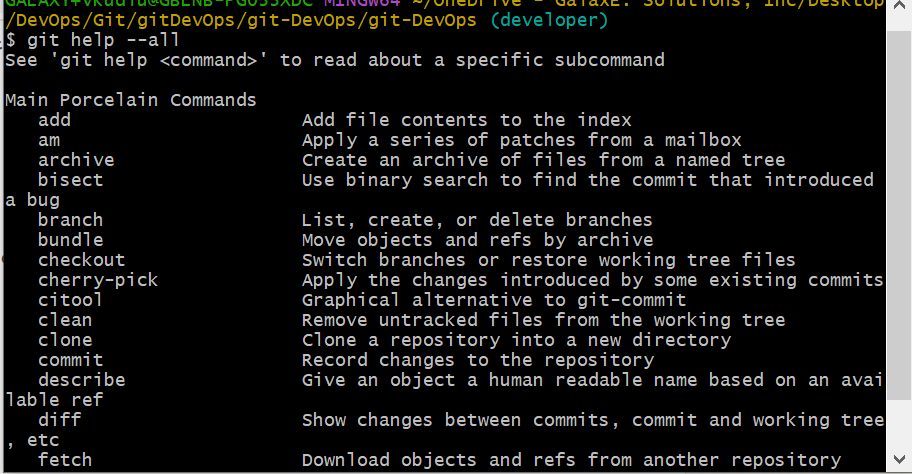 MINGW64 ~/OneDrive - GalaxE. Solutions, Inc/Desktop
/DevOps/Git/gitDevOps/git-DevOps/git-DevOps (developer)
$ git help --all
See 'git help <command>' to read about a specific subcommand
Main Porcelain Commands
add Add file contents to the index
am Apply a series of patches from a mailbox
archive Create an archive of files from a named tree
bisect Use binary search to find the commit that introduced
a bug
branch List, create, or delete branches
bundle Move objects and refs by archive
checkout Switch branches or restore working tree files
cherry-pick Apply the changes introduced by some existing commits
citool Graphical alternative to git-commit
clean Remove untracked files from the working tree
clone Clone a repository into a new directory
commit Record changes to the repository
describe Give an object a human readable name based on an avai
lable ref
diff Show changes between commits, commit and working tree
, etc
fetch Download objects and refs from another repository